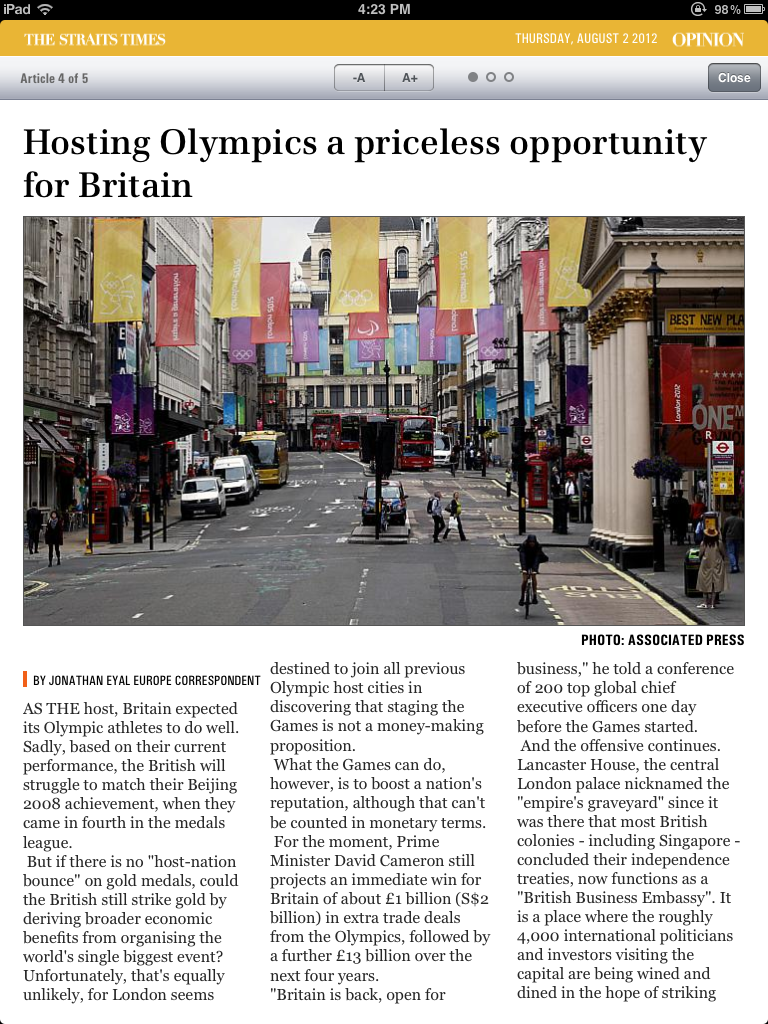 iPad
4:23 PM
98%
THE STRAITS TIMES
THURSDAY, AUGUST 2 2012
OPINION
Article 4 of 5
-A
A+
Close
Hosting Olympics a priceless opportunity
for Britain
BEST NEW PLA
London 2012
ONE
R
PHOTO: ASSOCIATED PRESS
BY JONATHAN EYAL EUROPE CORRESPONDENT
AS THE host, Britain expected
its Olympic athletes to do well.
Sadly, based on their current
performance, the British will
struggle to match their Beijing
2008 achievement, when they
came in fourth in the medals
league.
But if there is no "host-nation
bounce" on gold medals, could
the British still strike gold by
deriving broader economic
benefits from organising the
world's single biggest event?
Unfortunately, that's equally
unlikely, for London seems
destined to join all previous
Olympic host cities in
discovering that staging the
Games is not a money-making
proposition.
What the Games can do,
however, is to boost a nation's
reputation, although that can't
be counted in monetary terms.
For the moment, Prime
Minister David Cameron still
projects an immediate win for
Britain of about £1 billion (S$2
billion) in extra trade deals
from the Olympics, followed by
a further £13 billion over the
next four years.
"Britain is back, open for
business," he told a conference
of 200 top global chief
executive officers one day
before the Games started.
And the offensive continues.
Lancaster House, the central
London palace nicknamed the
"empire's graveyard" since it
was there that most British
colonies - including Singapore -
concluded their independence
treaties, now functions as a
"British Business Embassy". It
is a place where the roughly
4,000 international politicians
and investors visiting the
capital are being wined and
dined in the hope of striking